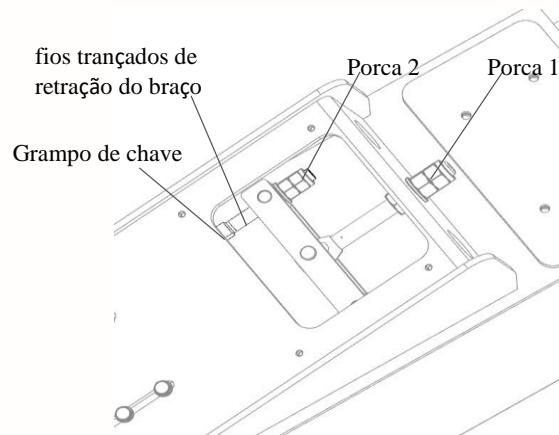 fios trançados de
retração do braço
Porca 2
Porca 1
Grampo de chave